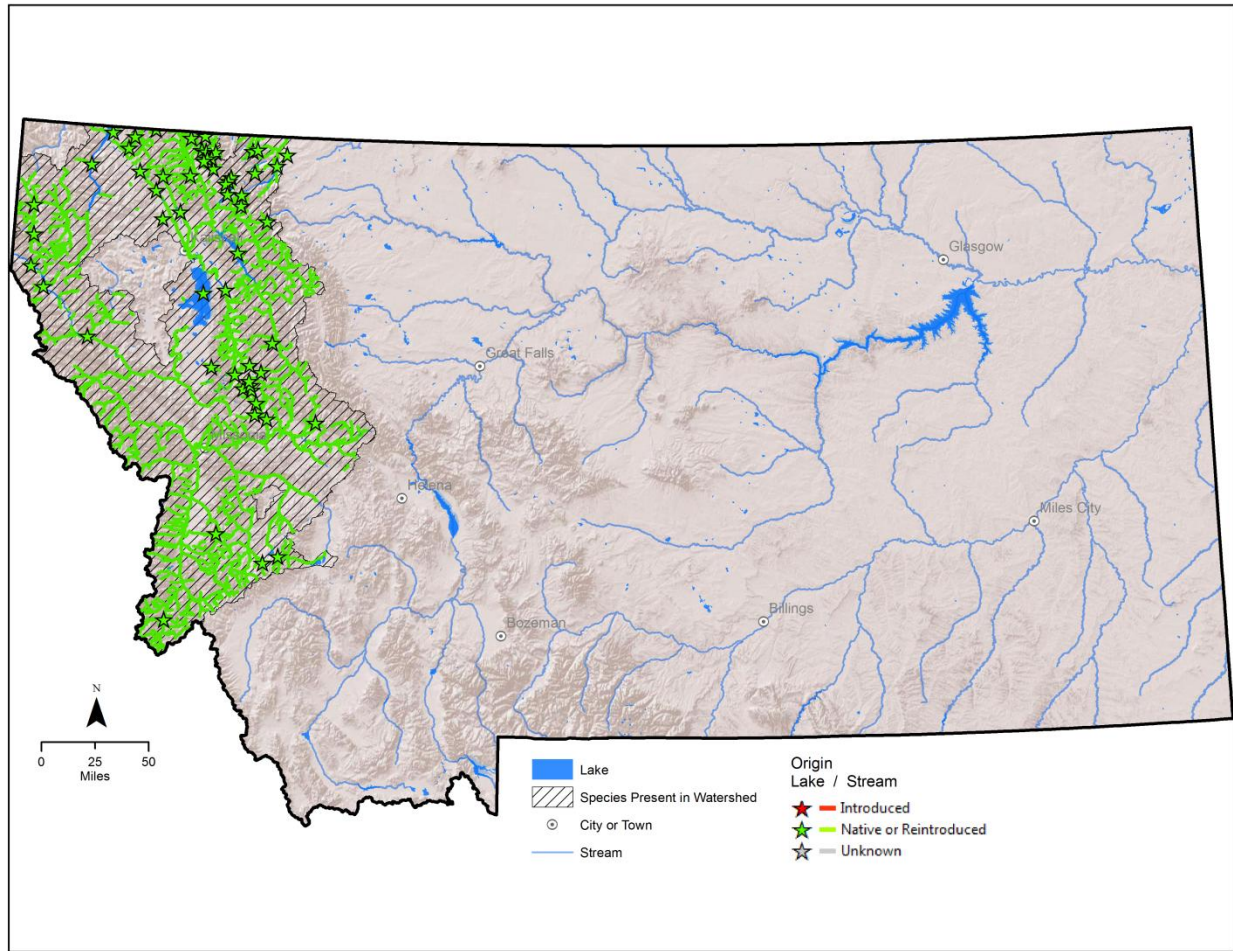 Glasgow
Great Falls
Missoula
Helena
Miles City
Billings
Bozeman
N
0 25 50
Miles
Lake
Species Present in Watershed
City or Town
Stream
Origin
Lake / Stream
Introduced
Native or Reintroduced
Unknown